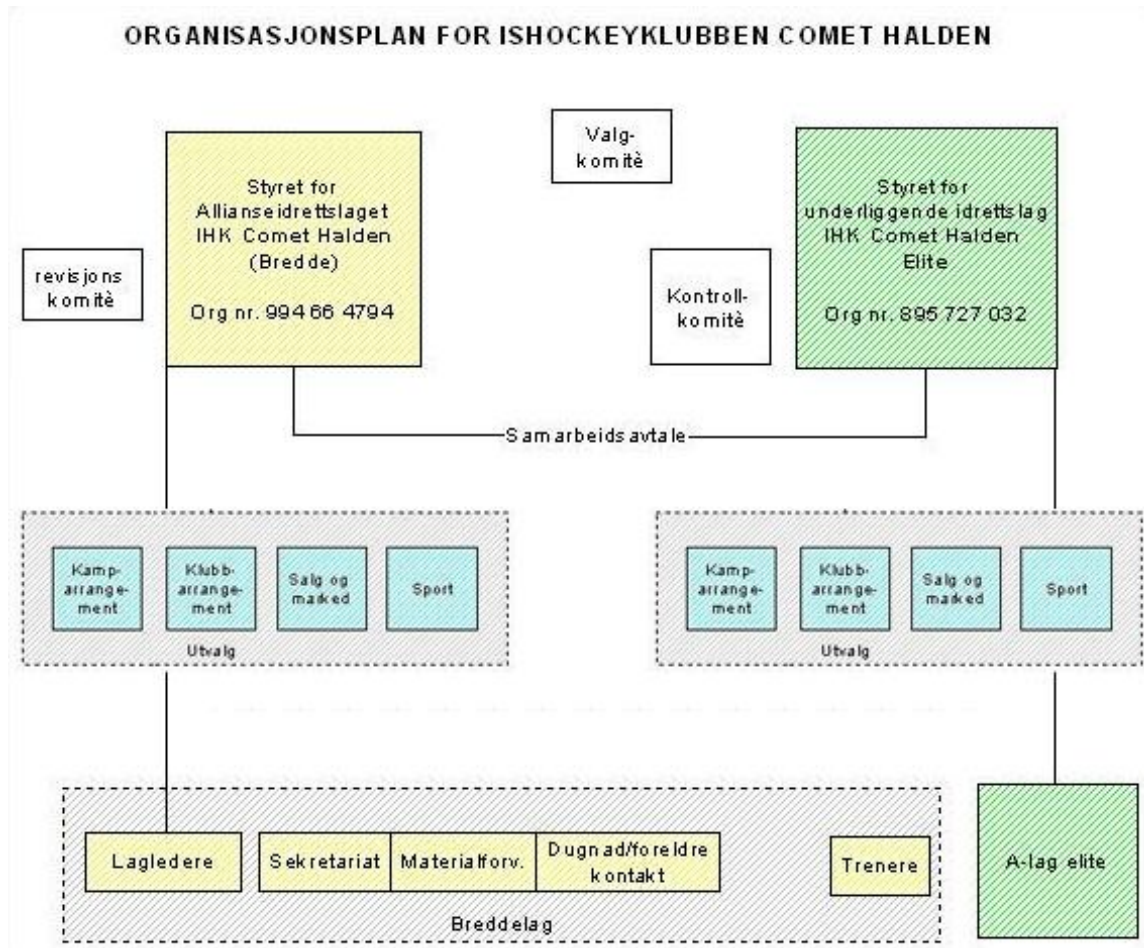 ORGANISASJONSPLAN FOR ISHOCKEYKLUBBEN COMET HALDEN
Valg-
komitè
Styret for
Allianseidrettslaget
IHK Comet Halden
(Bredde)
Org nr. 994 66 4794
Styret for
underliggende idrettslag
IHK Comet Halden
Elite
Org nr. 895 727 032
revisjons
komitè
Kontroll-
komitè
Samarbeidsavtale
Kamp-
arrange-
ment
Klubb-
arrange-
ment
Salg og
marked
Sport
Utvalg
Kamp-
arrange-
ment
Klubb-
arrange-
ment
Salg og
marked
Sport
Utvalg
Lagledere
Sekretariat
Materialforv.
Dugnad/foreldre
kontakt
Trenere
Breddelag
A-lag elite